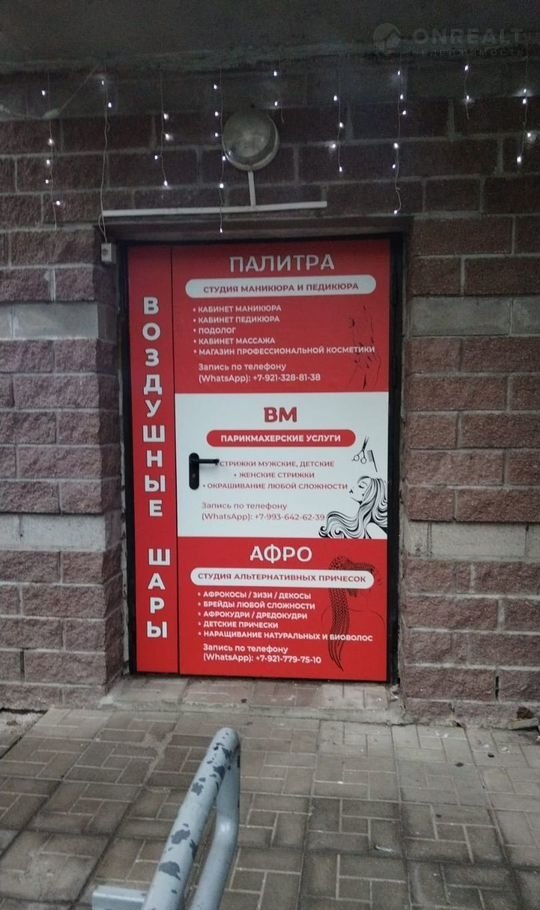 ONREALT
НЕДВИЖИМОСТЬ
ВОЗДУШНЫЕ ШАРЫ
ПАЛИТРА
СТУДИЯ МАНИКЮРА И ПЕДИКЮРА
• КАБИНЕТ МАНИКЮРА
• КАБИНЕТ ПЕДИКЮРА
• ПОДОЛОГ
• КАБИНЕТ МАССАЖА
• МАГАЗИН ПРОФЕССИОНАЛЬНОЙ КОСМЕТИКИ
Запись по телефону
(WhatsApp): +7-921-328-81-38
ВМ
ПАРИКМАХЕРСКИЕ УСЛУГИ
СТРИЖКИ МУЖСКИЕ, ДЕТСКИЕ
• ЖЕНСКИЕ СТРИЖКИ
• ОКРАШИВАНИЕ ЛЮБОЙ СЛОЖНОСТИ
Запись по телефону
(WhatsApp): +7-993-642-62-39
АФРО
СТУДИЯ АЛЬТЕРНАТИВНЫХ ПРИЧЕСОК
• АФРОКОСЫ / ЗИЗИ / ДЕКОСЫ
• БРЕЙДЫ ЛЮБОЙ СЛОЖНОСТИ
• АФРОКУДРИ / ДРЕДОКУДРИ
• ДЕТСКИЕ ПРИЧЕСКИ
• НАРАЩИВАНИЕ НАТУРАЛЬНЫХ И БИОВОЛОС
Запись по телефону
(WhatsApp): +7-921-779-75-10